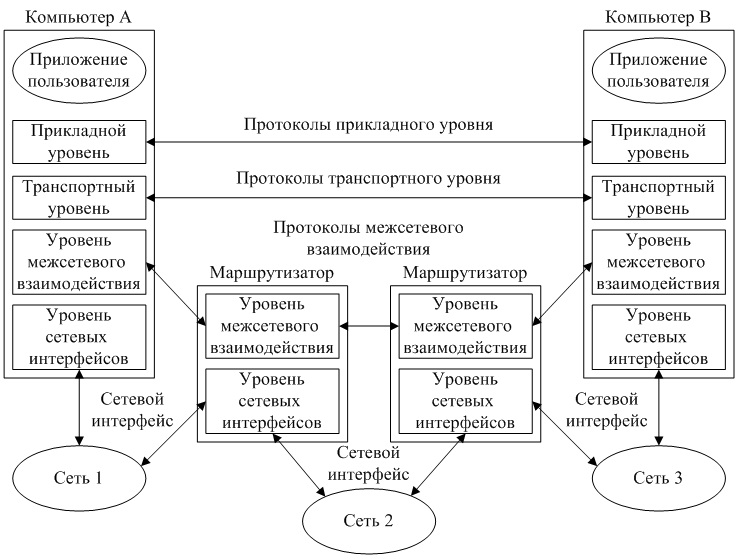 Компьютер А
Компьютер В
Приложение
пользователя
Приложение
пользователя
Прикладной
уровень
Протоколы прикладного уровня
Прикладной
уровень
Транспортный
уровень
Протоколы транспортного уровня
Транспортный
уровень
Уровень
межсетевого
взаимодействия
Протоколы межсетевого
взаимодействия
Уровень
межсетевого
взаимодействия
Маршрутизатор
Маршрутизатор
Уровень
межсетевого
взаимодействия
Уровень
межсетевого
взаимодействия
Уровень
сетевых
интерфейсов
Уровень
сетевых
интерфейсов
Уровень
сетевых
интерфейсов
Уровень
сетевых
интерфейсов
Сетевой
интерфейс
Сетевой
интерфейс
Сетевой
интерфейс
Сеть 1
Сеть 2
Сеть 3